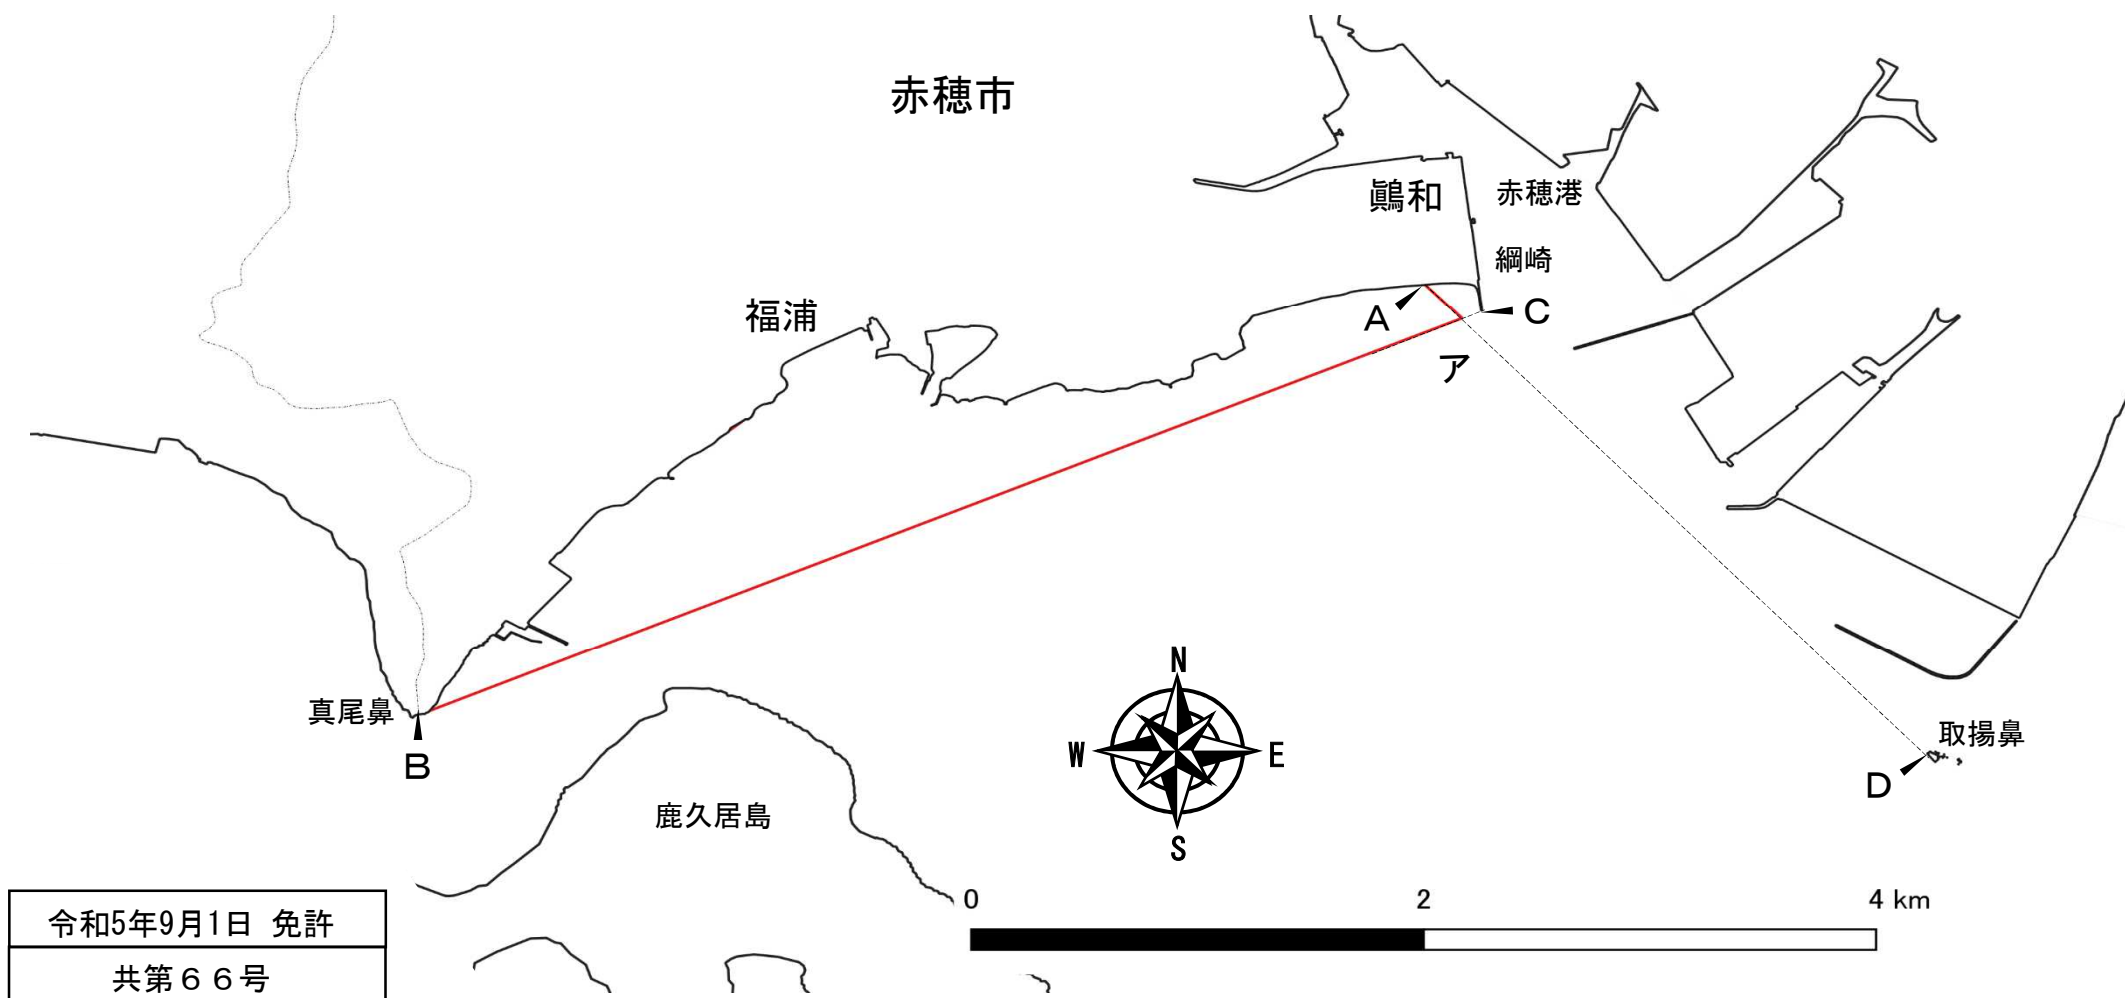 赤穂市
鷆和
赤穂港
綱崎
福浦
A
C
ア
真尾鼻
B
N
W
E
S
取揚鼻
D
鹿久居島
0 2 4 km
令和5年9月1日 免許
共第66号